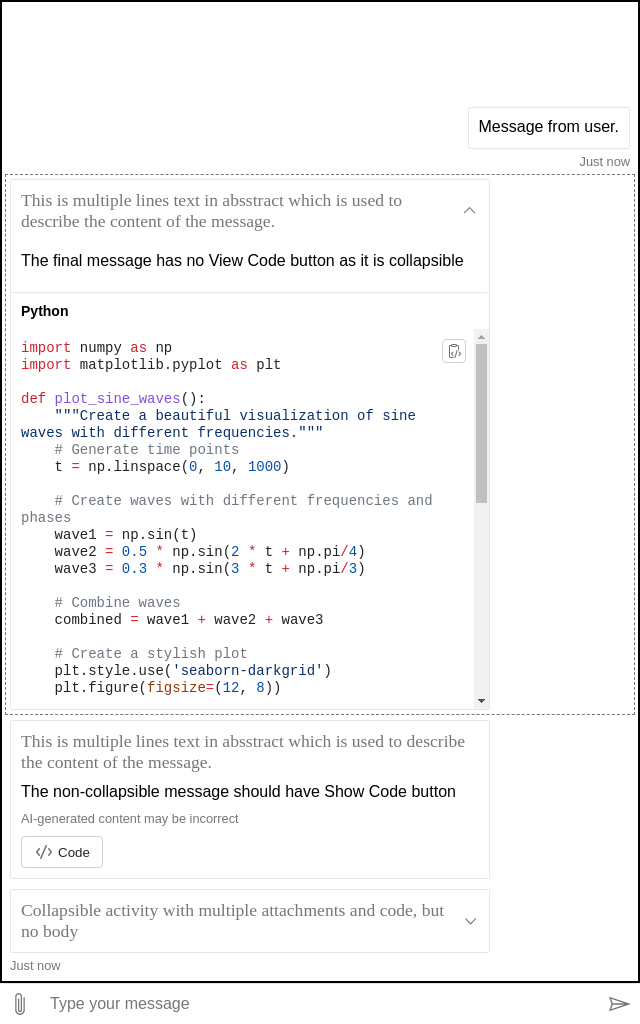 Message from user.
Just now
This is multiple lines text in absstract which is used to
describe the content of the message.
The final message has no View Code button as it is collapsible
Python
import numpy as np
import matplotlib.pyplot as plt
def plot_sine_waves():
    """Create a beautiful visualization of sine
waves with different frequencies."""
    # Generate time points
    t = np.linspace(0, 10, 1000)
    # Create waves with different frequencies and
phases
    wave1 = np.sin(t)
    wave2 = 0.5 * np.sin(2 * t + np.pi/4)
    wave3 = 0.3 * np.sin(3 * t + np.pi/3)
    # Combine waves
    combined = wave1 + wave2 + wave3
    # Create a stylish plot
    plt.style.use('seaborn-darkgrid')
    plt.figure(figsize=(12, 8))
This is multiple lines text in absstract which is used to describe
the content of the message.
The non-collapsible message should have Show Code button
AI-generated content may be incorrect
Code
Collapsible activity with multiple attachments and code, but
no body
Just now
Type your message